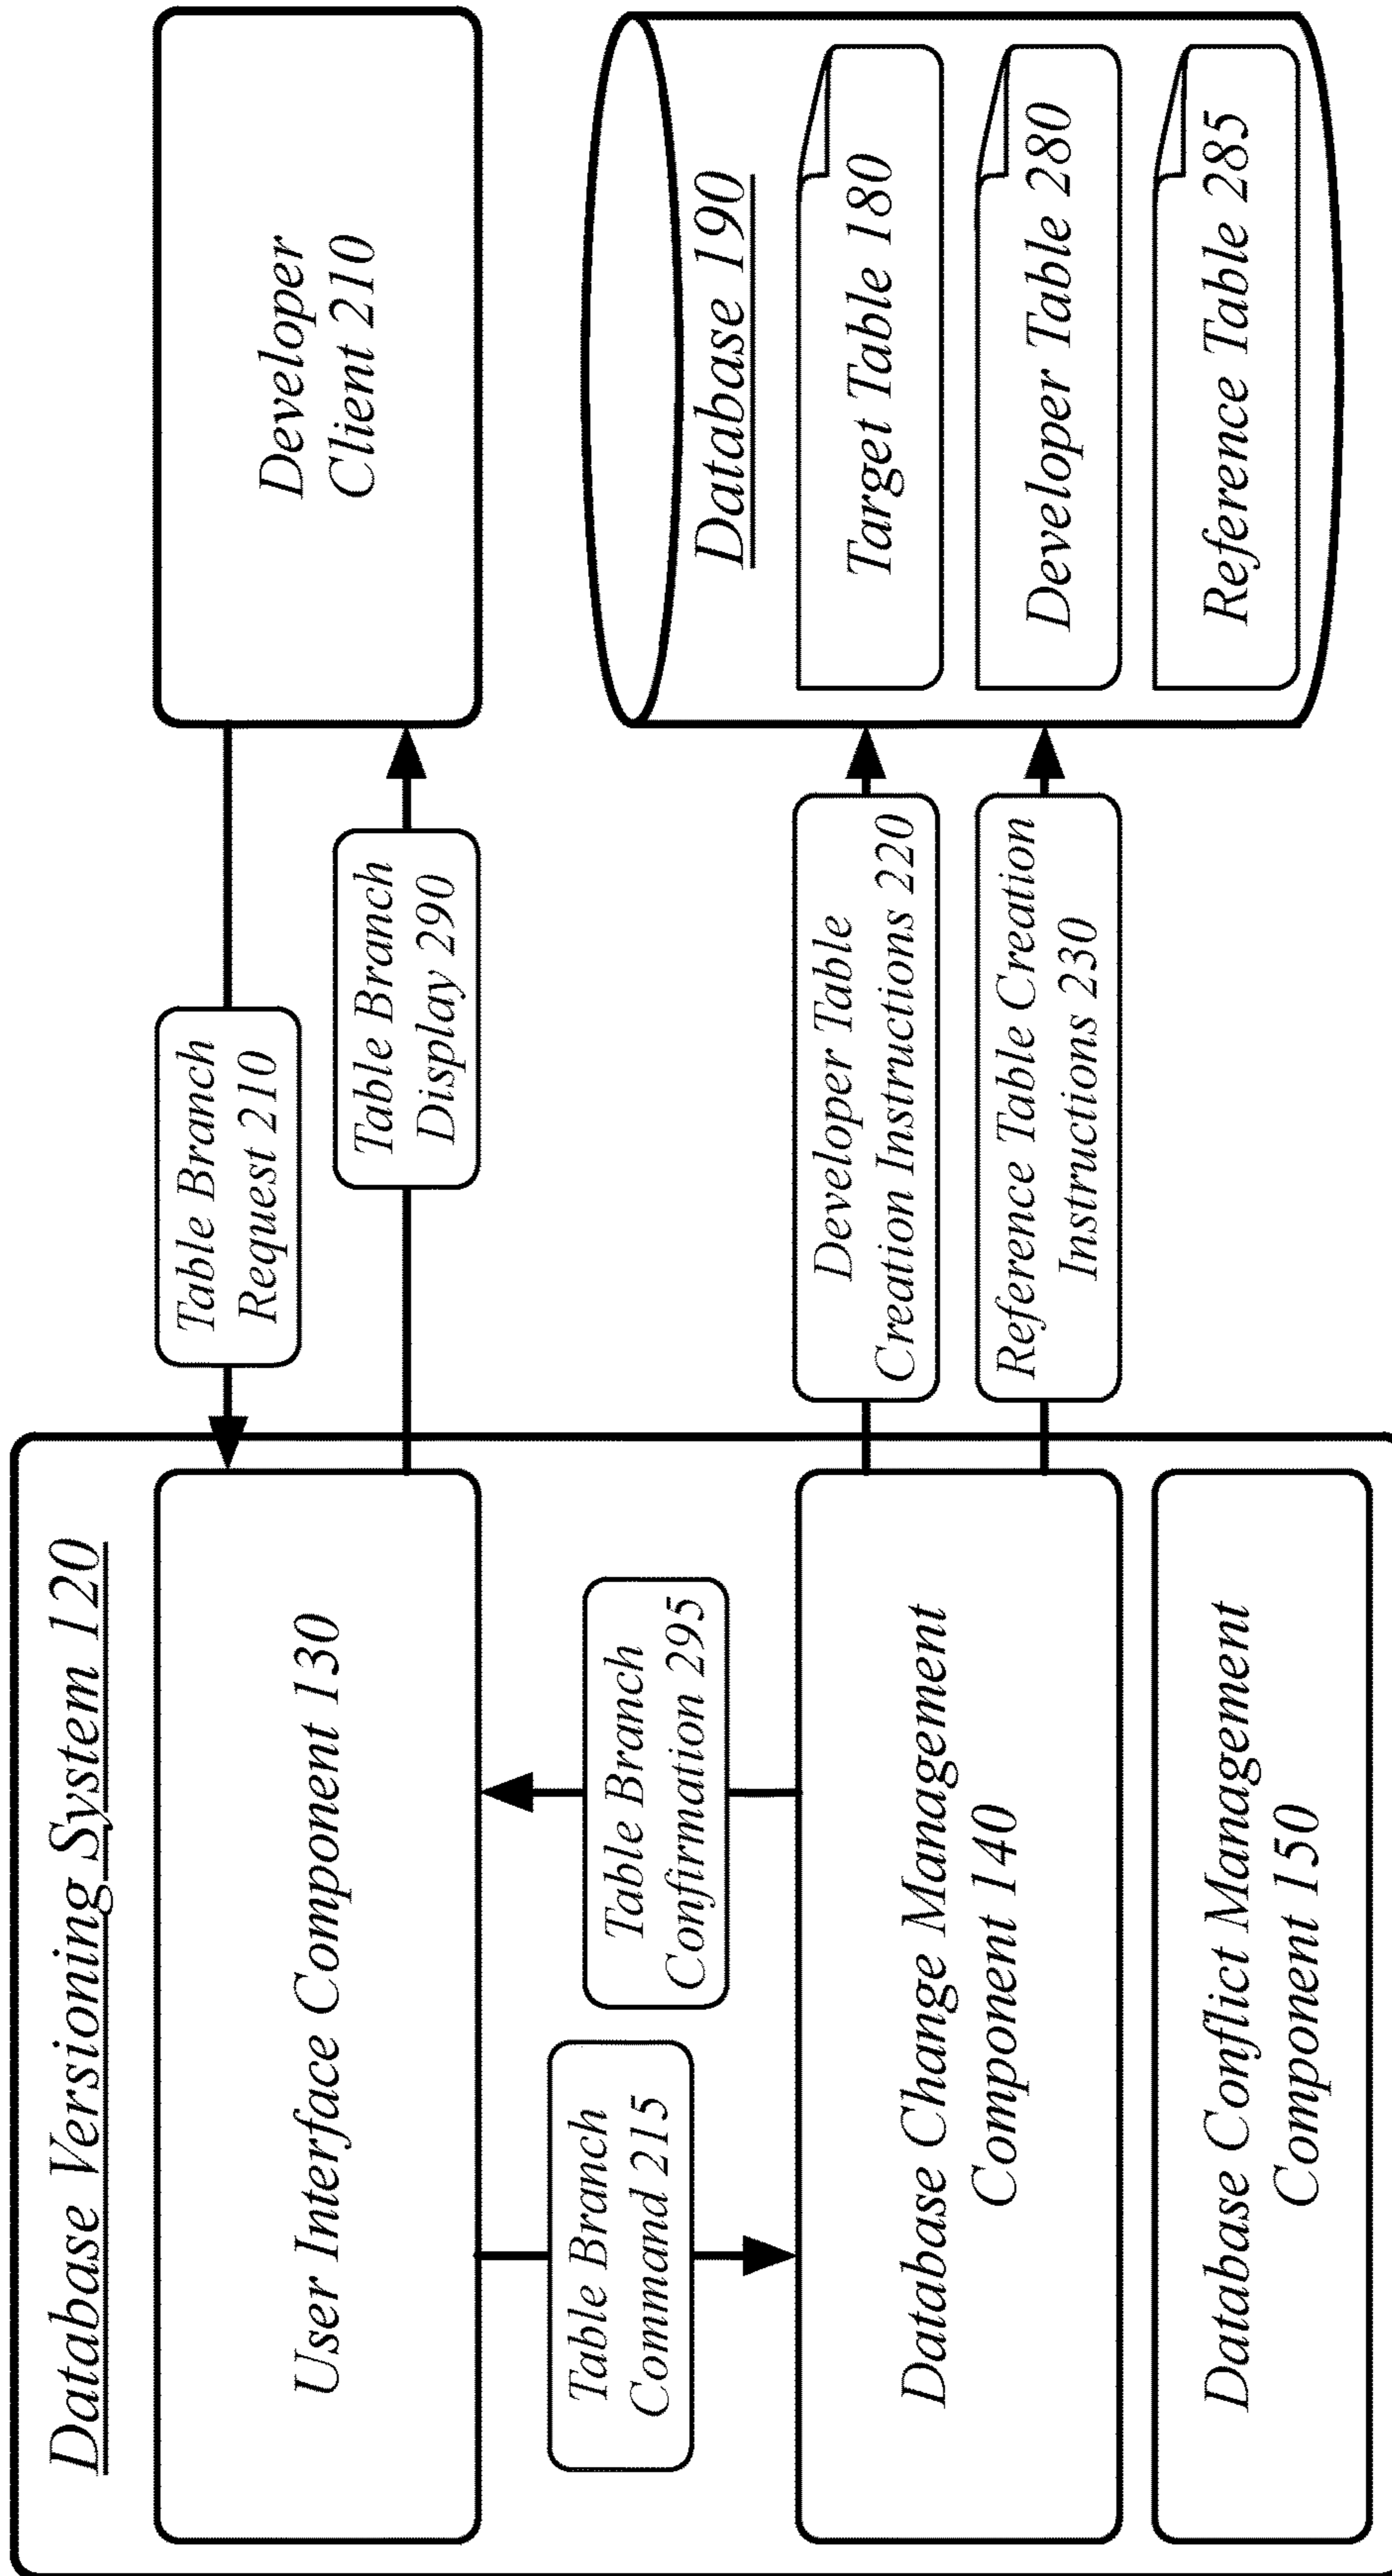 Database Versioning System 120
User Interface Component 130
Table Branch
Command 215
Table Branch
Confirmation 295
Database Change Management
Component 140
Database Conflict Management
Component 150
Table Branch
Request 210
Table Branch
Display 290
Developer Table
Creation Instructions 220
Reference Table Creation
Instructions 230
Developer
Client 210
Database 190
Target Table 180
Developer Table 280
Reference Table 285